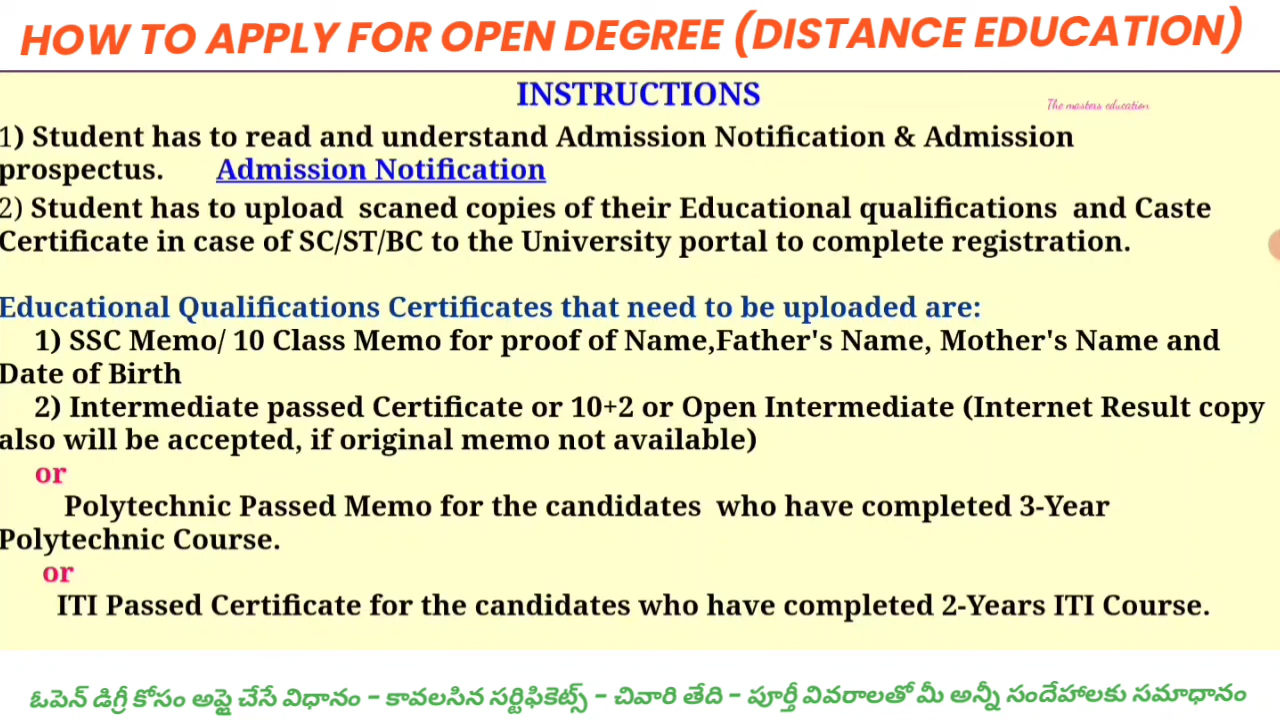 HOW TO APPLY FOR OPEN DEGREE (DISTANCE EDUCATION)
INSTRUCTIONS
The masters education
1) Student has to read and understand Admission Notification & Admission
prospectus. Admission Notification
2) Student has to upload scaned copies of their Educational qualifications and Caste
Certificate in case of SC/ST/BC to the University portal to complete registration.
Educational Qualifications Certificates that need to be uploaded are:
1) SSC Memo/ 10 Class Memo for proof of Name,Father's Name, Mother's Name and
Date of Birth
2) Intermediate passed Certificate or 10+2 or Open Intermediate (Internet Result copy
also will be accepted, if original memo not available)
or
Polytechnic Passed Memo for the candidates who have completed 3-Year
Polytechnic Course.
or
ITI Passed Certificate for the candidates who have completed 2-Years ITI Course.
ఓపెన్ డిగ్రీ కోసం అప్లై చేసే విధానం - కావలసిన సర్టిఫికెట్స్ - చివారి తేది - పూర్తీ వివరాలతో మీ అన్నీ సందేహాలకు సమాధానం